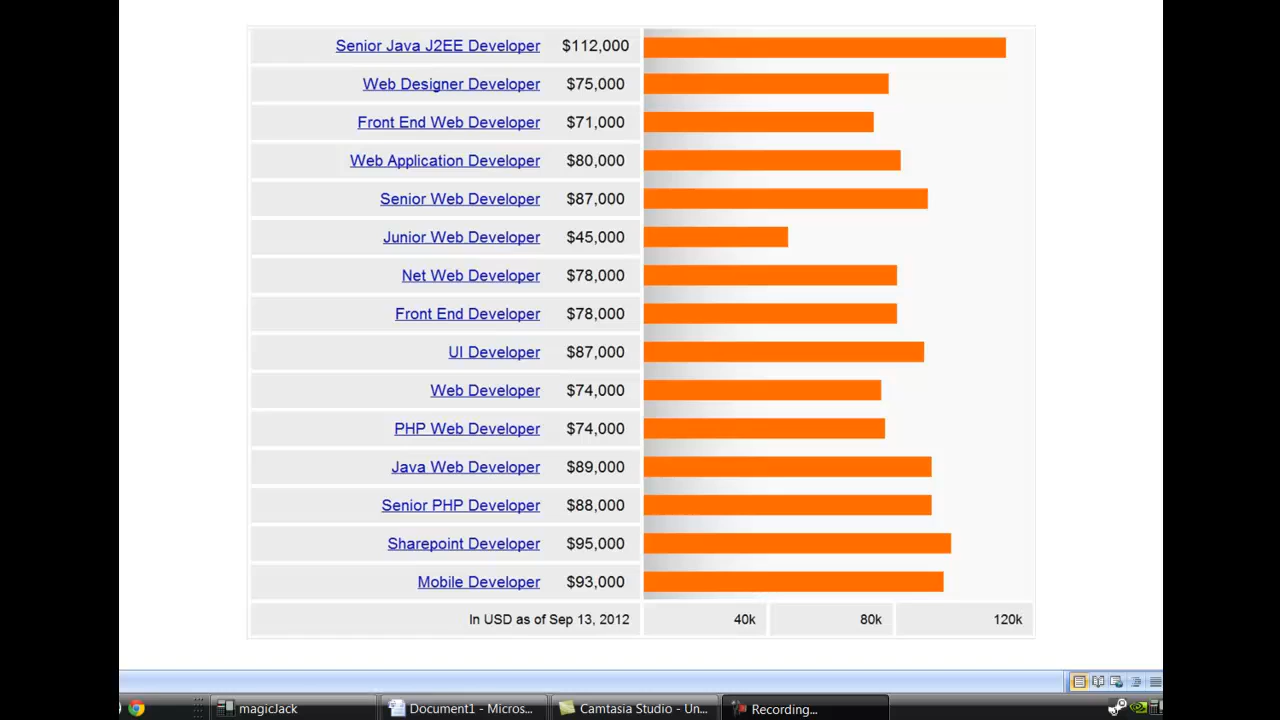 Senior Java J2EE Developer $112,000
Web Designer Developer $75,000
Front End Web Developer $71,000
Web Application Developer $80,000
Senior Web Developer $87,000
Junior Web Developer $45,000
Net Web Developer $78,000
Front End Developer $78,000
UI Developer $87,000
Web Developer $74,000
PHP Web Developer $74,000
Java Web Developer $89,000
Senior PHP Developer $88,000
Sharepoint Developer $95,000
Mobile Developer $93,000
In USD as of Sep 13, 2012 40k 80k 120k
magicJack Document1 - Micros... Camtasia Studio - Un... Recording...